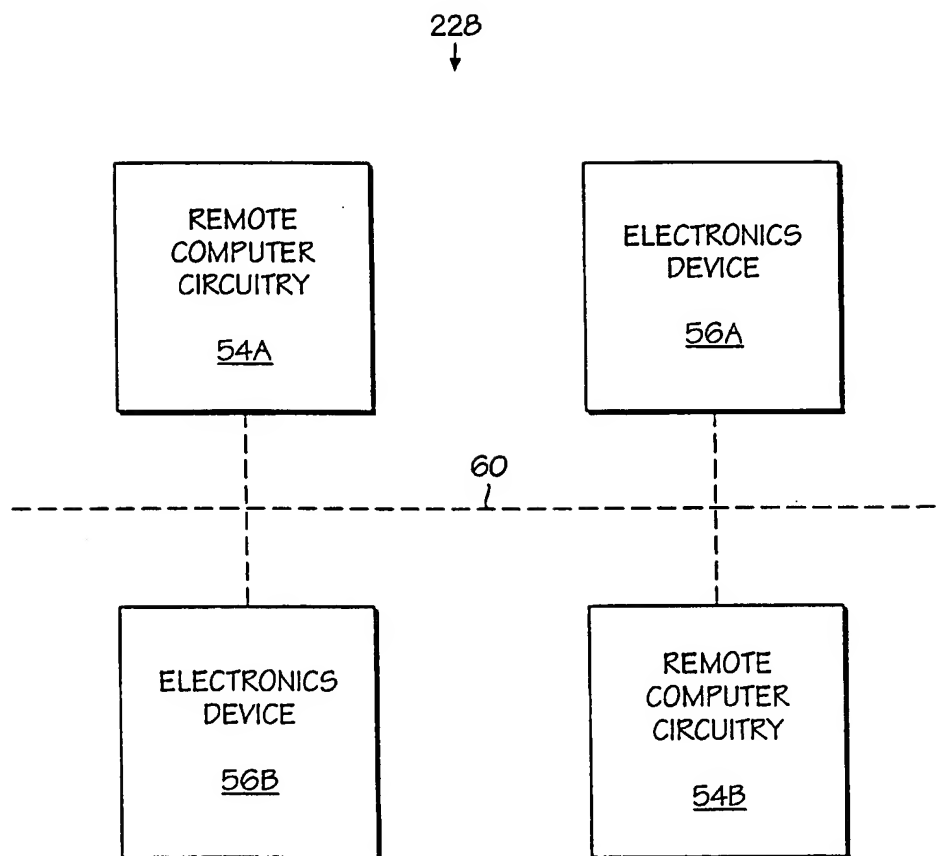 228
REMOTE
COMPUTER
CIRCUITRY
54A
ELECTRONICS
DEVICE
56A
60
ELECTRONICS
DEVICE
56B
REMOTE
COMPUTER
CIRCUITRY
54B